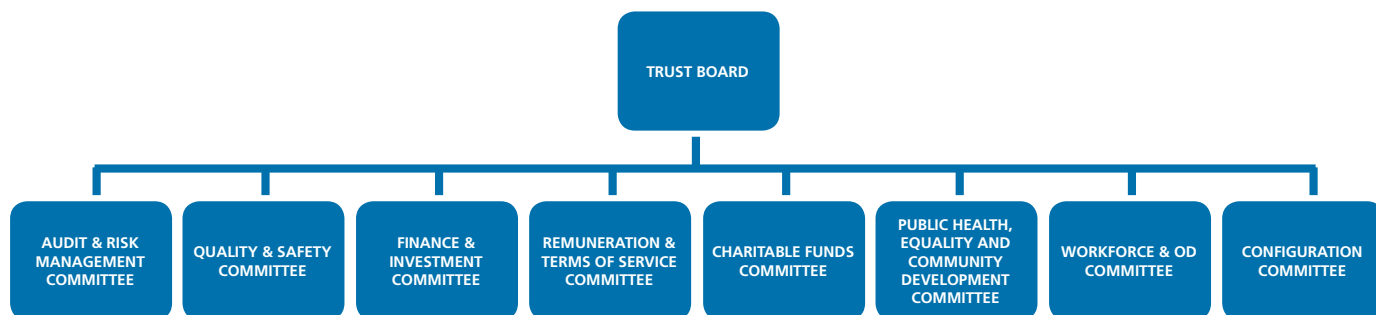 TRUST BOARD
AUDIT & RISK
MANAGEMENT
COMMITTEE
QUALITY & SAFETY
COMMITTEE
FINANCE &
INVESTMENT
COMMITTEE
REMUNERATION &
TERMS OF SERVICE
COMMITTEE
CHARITABLE FUNDS
COMMITTEE
PUBLIC HEALTH,
EQUALITY AND
COMMUNITY
DEVELOPMENT
COMMITTEE
WORKFORCE & OD
COMMITTEE
CONFIGURATION
COMMITTEE